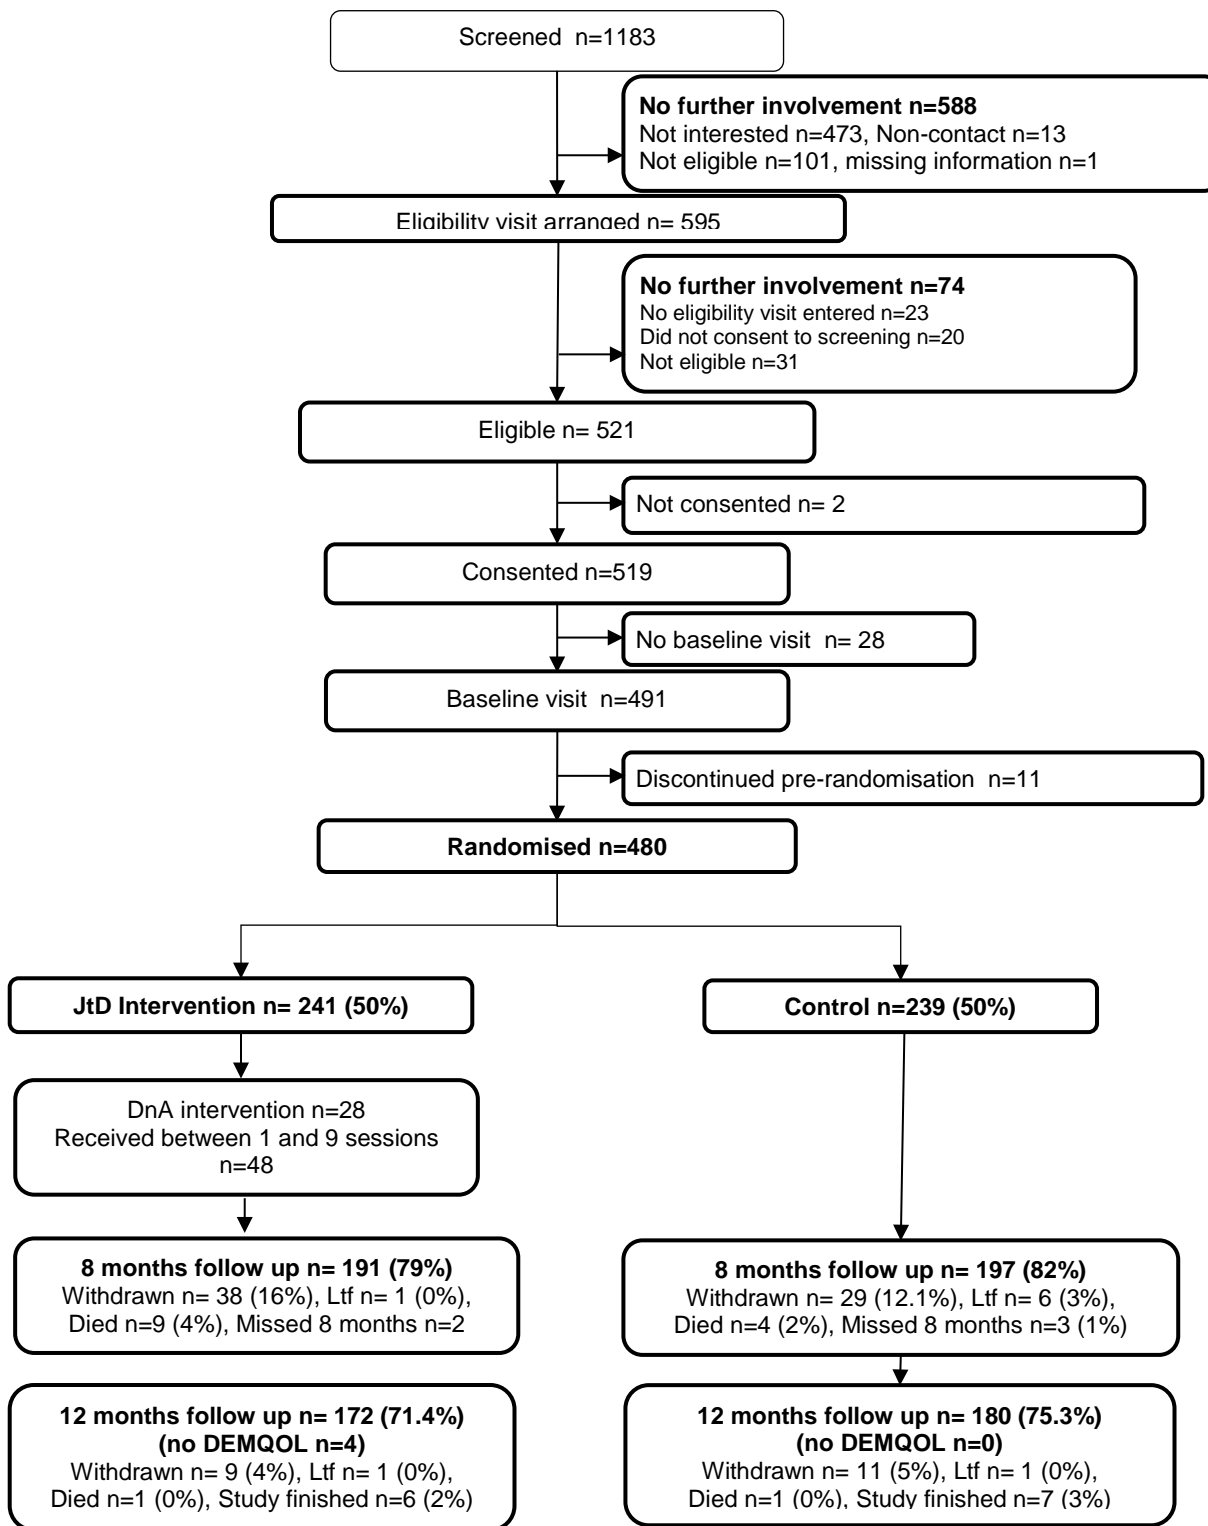 Screened n=1183
No further involvement n=588
Not interested n=473, Non-contact n=13
Not eligible n=101, missing information n=1
Eligibility visit arranged n= 595
No further involvement n=74
No eligibility visit entered n=23
Did not consent to screening n=20
Not eligible n=31
Eligible n= 521
Not consented n= 2
Consented n=519
No baseline visit n= 28
Baseline visit n=491
Discontinued pre-randomisation n=11
Randomised n=480
JtD Intervention n= 241 (50%)
Control n=239 (50%)
DnA intervention n=28
Received between 1 and 9 sessions
n=48
8 months follow up n= 191 (79%)
Withdrawn n= 38 (16%), Ltf n= 1 (0%),
Died n=9 (4%), Missed 8 months n=2
8 months follow up n= 197 (82%)
Withdrawn n= 29 (12.1%), Ltf n= 6 (3%),
Died n=4 (2%), Missed 8 months n=3 (1%)
12 months follow up n= 172 (71.4%)
(no DEMQOL n=4)
Withdrawn n= 9 (4%), Ltf n= 1 (0%),
Died n=1 (0%), Study finished n=6 (2%)
12 months follow up n= 180 (75.3%)
(no DEMQOL n=0)
Withdrawn n= 11 (5%), Ltf n= 1 (0%),
Died n=1 (0%), Study finished n=7 (3%)